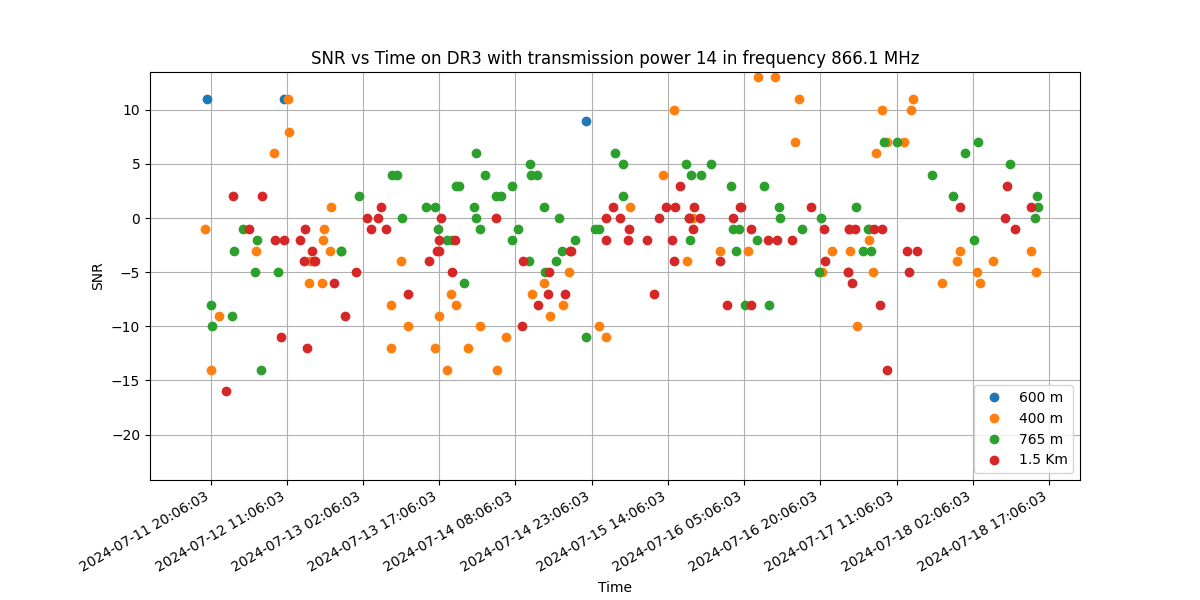 SNR vs Time on DR3 with transmission power 14 in frequency 866.1 MHz
10
5
0
−5
−10
−15
−20
SNR
600 m
400 m
765 m
1.5 Km
2024-07-11 20:06:03
2024-07-12 11:06:03
2024-07-13 02:06:03
2024-07-13 17:06:03
2024-07-14 08:06:03
2024-07-14 23:06:03
2024-07-15 14:06:03
2024-07-16 05:06:03
2024-07-16 20:06:03
2024-07-17 11:06:03
2024-07-18 02:06:03
2024-07-18 17:06:03
Time